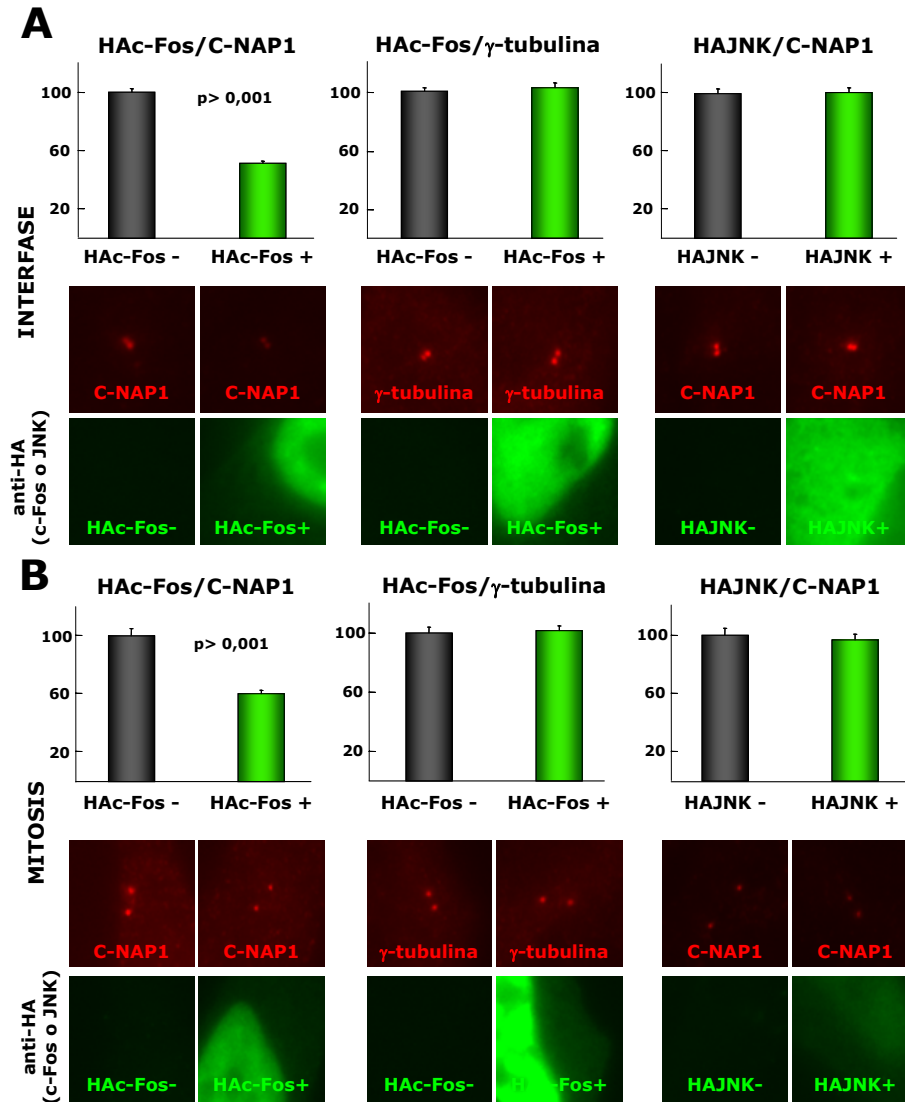 A
HAc-Fos/C-NAP1
HAc-Fos/γ-tubulina
HAJNK/C-NAP1
100
60
20
p> 0,001
100
60
20
100
60
20
HAc-Fos -
HAc-Fos +
HAc-Fos -
HAc-Fos +
HAJNK -
HAJNK +
INTERFASE
C-NAP1
C-NAP1
γ-tubulina
γ-tubulina
C-NAP1
C-NAP1
anti-HA
(c-Fos o JNK)
HAc-Fos-
HAc-Fos+
HAc-Fos-
HAc-Fos+
HAJNK-
HAJNK+
B
HAc-Fos/C-NAP1
HAc-Fos/γ-tubulina
HAJNK/C-NAP1
100
60
20
p> 0,001
100
60
20
100
60
20
HAc-Fos -
HAc-Fos +
HAc-Fos -
HAc-Fos +
HAJNK -
HAJNK +
MITOSIS
C-NAP1
C-NAP1
γ-tubulina
γ-tubulina
C-NAP1
C-NAP1
anti-HA
(c-Fos o JNK)
HAc-Fos-
HAc-Fos+
HAc-Fos-
HAc-Fos+
HAJNK-
HAJNK+